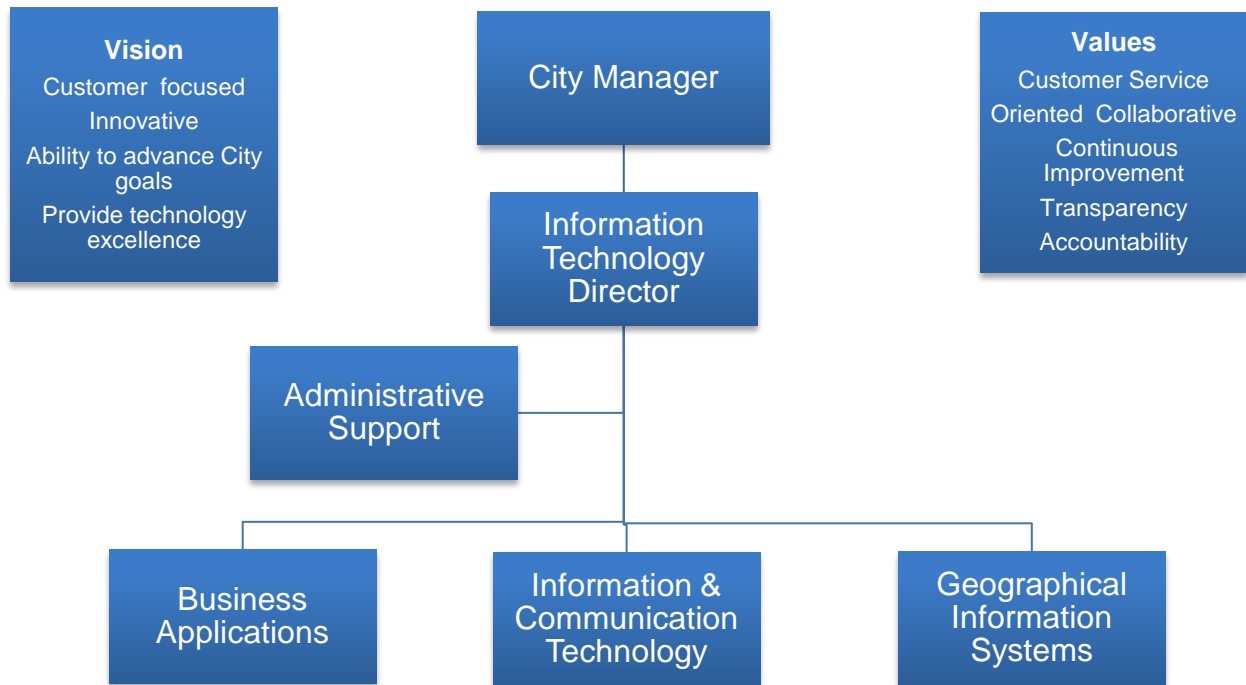 Vision
Customer focused
Innovative
Ability to advance City
goals
Provide technology
excellence
City Manager
Values
Customer Service
Oriented Collaborative
Continuous
Improvement
Transparency
Accountability
Information
Technology
Director
Administrative
Support
Business
Applications
Information &
Communication
Technology
Geographical
Information
Systems